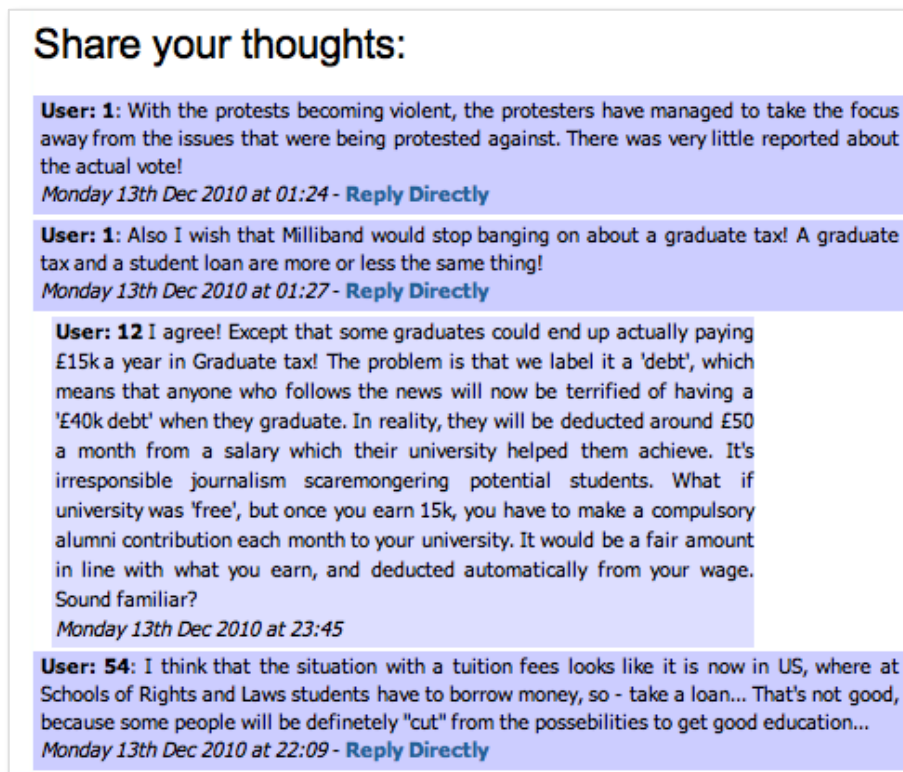 Share your thoughts:
User: 1: With the protests becoming violent, the protesters have managed to take the focus
away from the issues that were being protested against. There was very little reported about
the actual vote!
Monday 13th Dec 2010 at 01:24 - Reply Directly
User: 1: Also I wish that Milliband would stop banging on about a graduate tax! A graduate
tax and a student loan are more or less the same thing!
Monday 13th Dec 2010 at 01:27 - Reply Directly
User: 12 I agree! Except that some graduates could end up actually paying
£15k a year in Graduate tax! The problem is that we label it a 'debt', which
means that anyone who follows the news will now be terrified of having a
'£40k debt' when they graduate. In reality, they will be deducted around £50
a month from a salary which their university helped them achieve. It's
irresponsible journalism scaremongering potential students. What if
university was 'free', but once you earn 15k, you have to make a compulsory
alumni contribution each month to your university. It would be a fair amount
in line with what you earn, and deducted automatically from your wage.
Sound familiar?
Monday 13th Dec 2010 at 23:45
User: 54: I think that the situation with a tuition fees looks like it is now in US, where at
Schools of Rights and Laws students have to borrow money, so - take a loan... That's not good,
because some people will be definetely "cut" from the possebilities to get good education...
Monday 13th Dec 2010 at 22:09 - Reply Directly